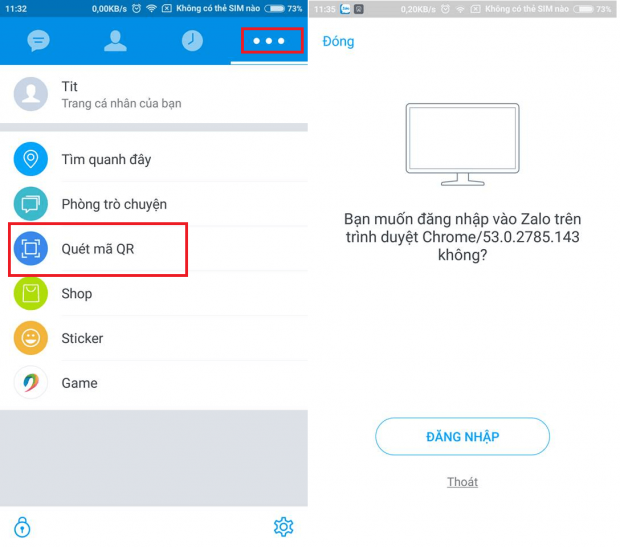 11:32 0,00KB/s Không có thẻ SIM nào 73%
Tit
Trang cá nhân của bạn
Tìm quanh đây
Phòng trò chuyện
Quét mã QR
Shop
Sticker
Game
11:35 0,20KB/s Không có thẻ SIM nào 73%
Đóng
Bạn muốn đăng nhập vào Zalo trên
trình duyệt Chrome/53.0.2785.143
không?
ĐĂNG NHẬP
Thoát